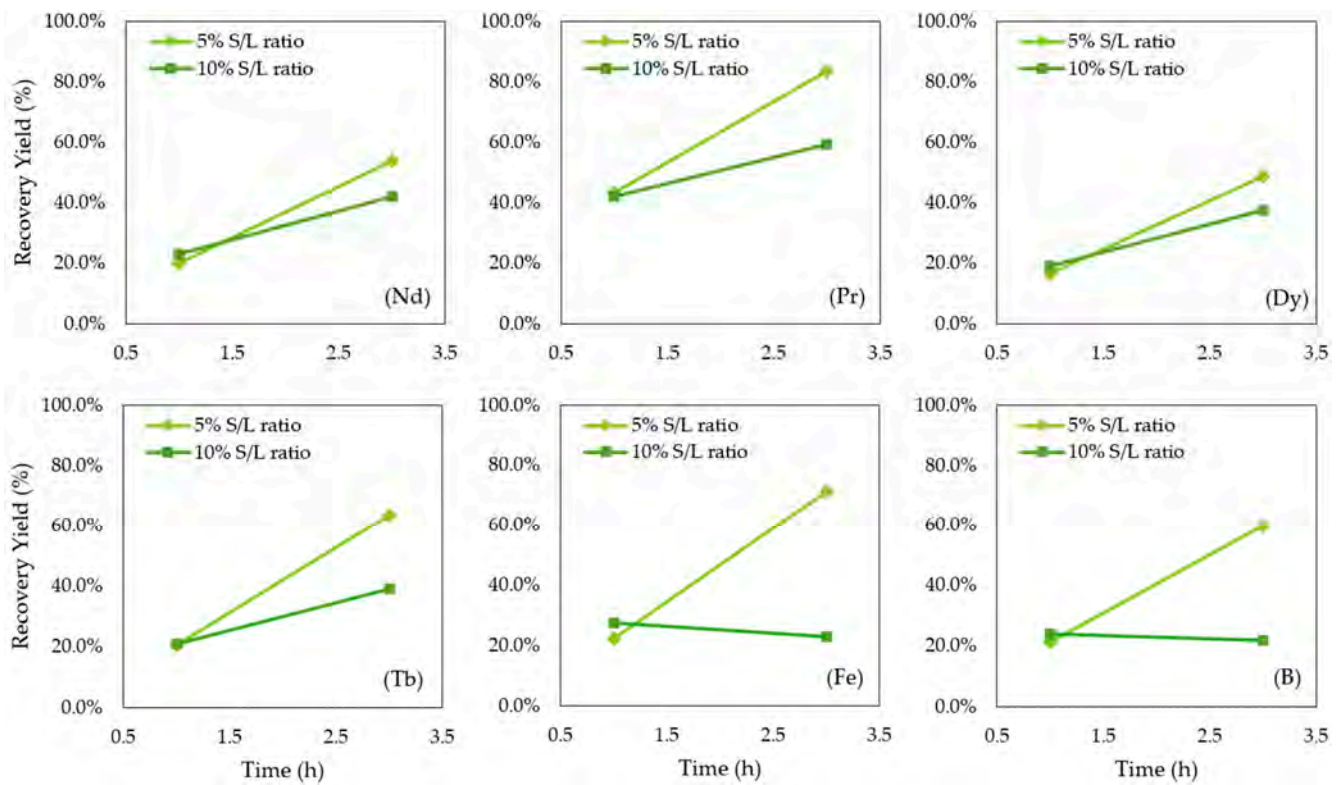 100.0%
80.0%
60.0%
40.0%
20.0%
0.0%
Recovery Yield (%)
5% S/L ratio
10% S/L ratio
(Nd)
0.5 1.5 2.5 3.5
100.0%
80.0%
60.0%
40.0%
20.0%
0.0%
5% S/L ratio
10% S/L ratio
(Pr)
0.5 1.5 2.5 3.5
100.0%
80.0%
60.0%
40.0%
20.0%
0.0%
5% S/L ratio
10% S/L ratio
(Dy)
0.5 1.5 2.5 3.5
100.0%
80.0%
60.0%
40.0%
20.0%
0.0%
Recovery Yield (%)
5% S/L ratio
10% S/L ratio
(Tb)
0.5 1.5 2.5 3.5
Time (h)
100.0%
80.0%
60.0%
40.0%
20.0%
0.0%
5% S/L ratio
10% S/L ratio
(Fe)
0.5 1.5 2.5 3.5
Time (h)
100.0%
80.0%
60.0%
40.0%
20.0%
0.0%
5% S/L ratio
10% S/L ratio
(B)
0.5 1.5 2.5 3.5
Time (h)